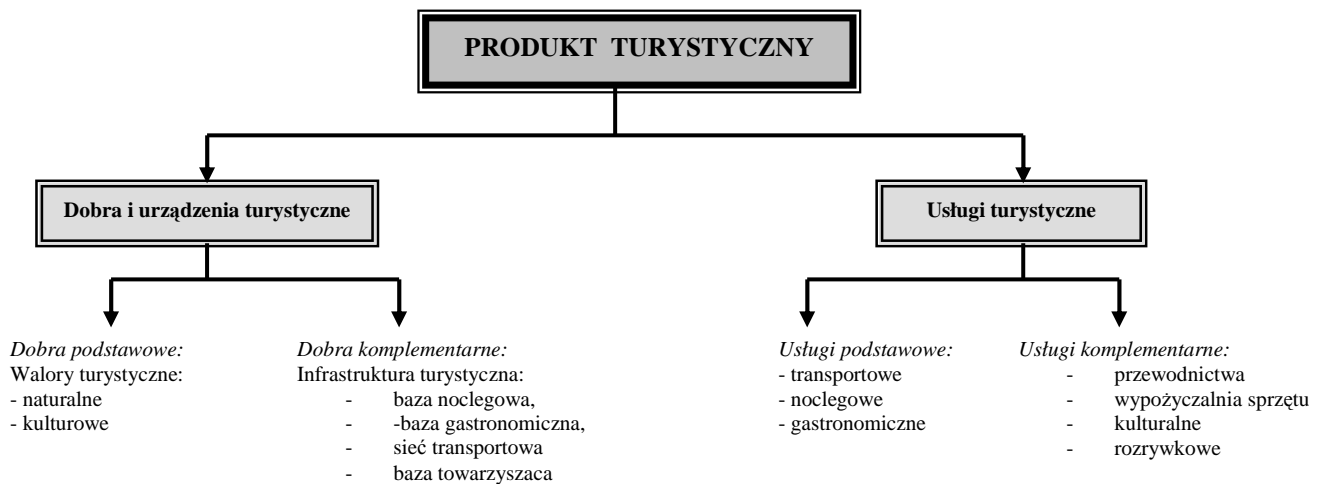 PRODUKT TURYSTYCZNY
Dobra i urządzenia turystyczne
Usługi turystyczne
Dobra podstawowe:
Walory turystyczne:
- naturalne
- kulturowe
Dobra komplementarne:
Infrastruktura turystyczna:
- baza noclegowa,
- -baza gastronomiczna,
- sieć transportowa
- baza towarzyszaca
Usługi podstawowe:
- transportowe
- noclegowe
- gastronomiczne
Usługi komplementarne:
- przewodnictwa
- wypożyczalnia sprzętu
- kulturalne
- rozrywkowe